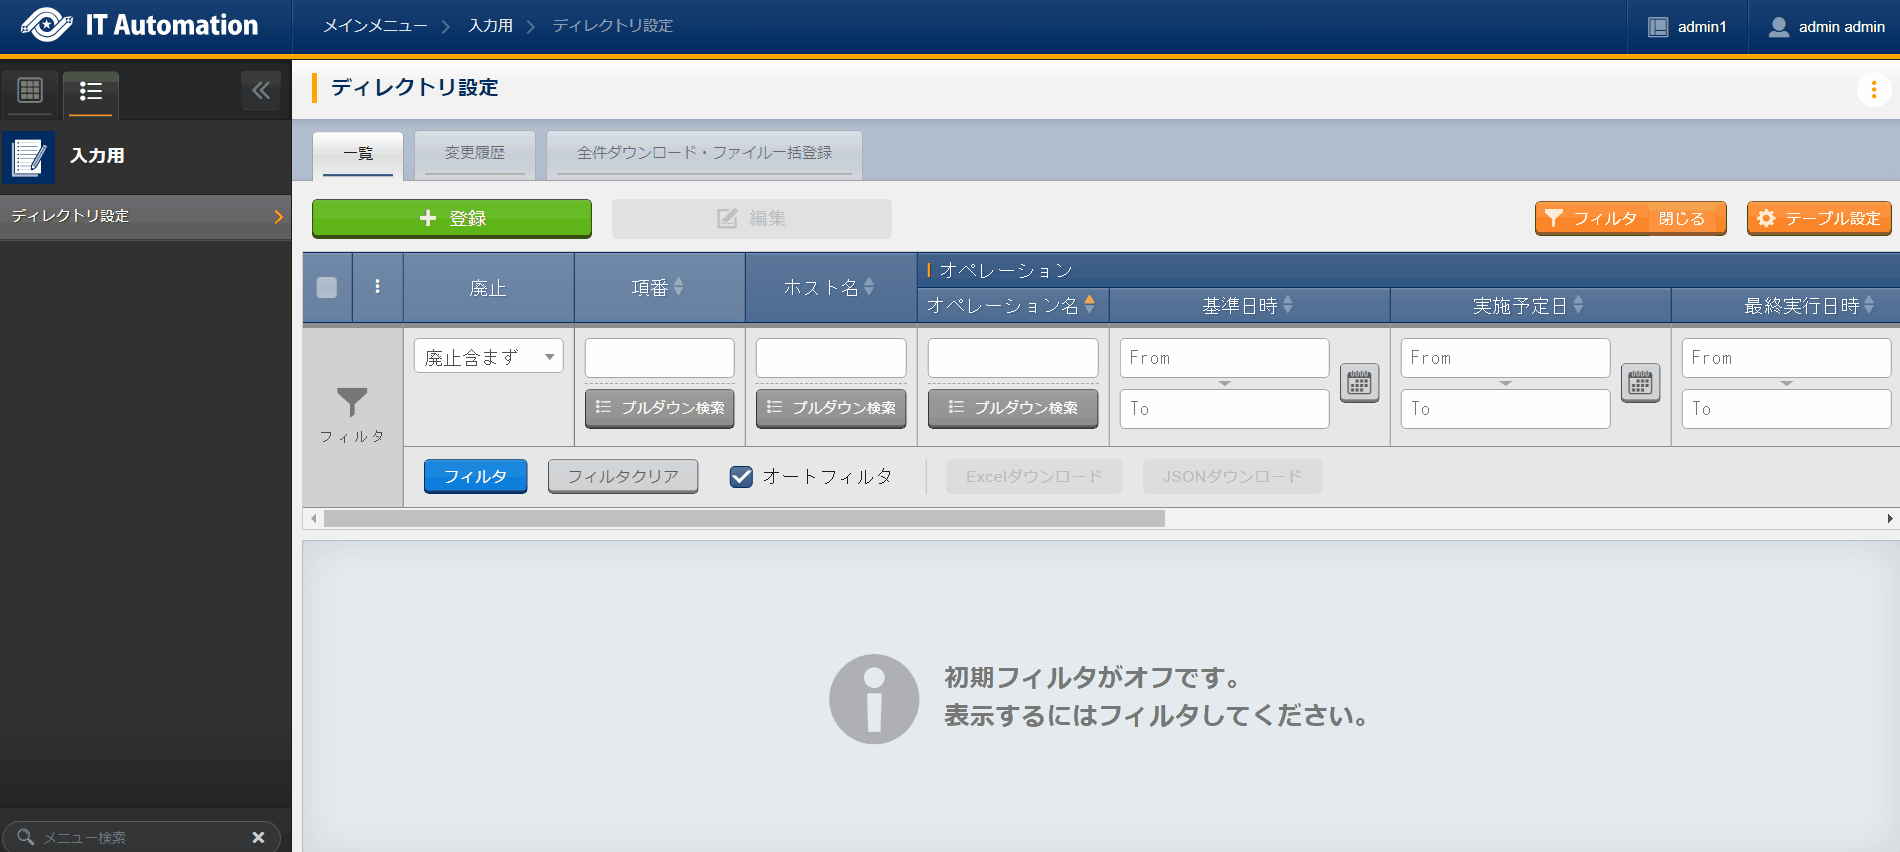 IT Automation
メインメニュー
入力用
ディレクトリ設定
admin1
admin admin
入力用
ディレクトリ設定
メニュー検索
ディレクトリ設定
一覧
変更履歴
全件ダウンロード・ファイル一括登録
登録
編集
フィルタ 閉じる
テーブル設定
廃止
項番
ホスト名
オペレーション
オペレーション名
基準日時
実施予定日
最終実行日時
フィルタ
廃止含まず
プルダウン検索
プルダウン検索
プルダウン検索
From
To
From
To
From
To
フィルタ
フィルタクリア
オートフィルタ
Excelダウンロード
JSONダウンロード
初期フィルタがオフです。
表示するにはフィルタしてください。